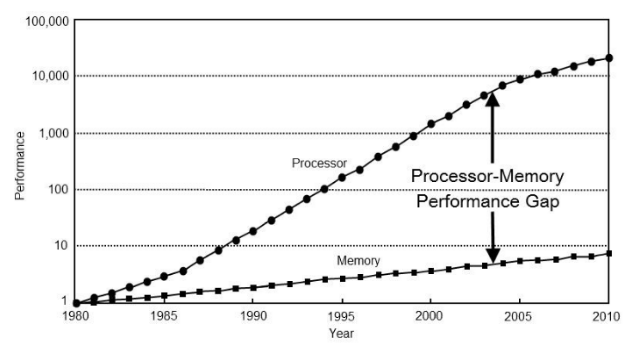 100,000
10,000
1,000
100
10
1
Performance
Processor
Processor-Memory
Performance Gap
Memory
1980
1985
1990
1995
2000
2005
2010
Year